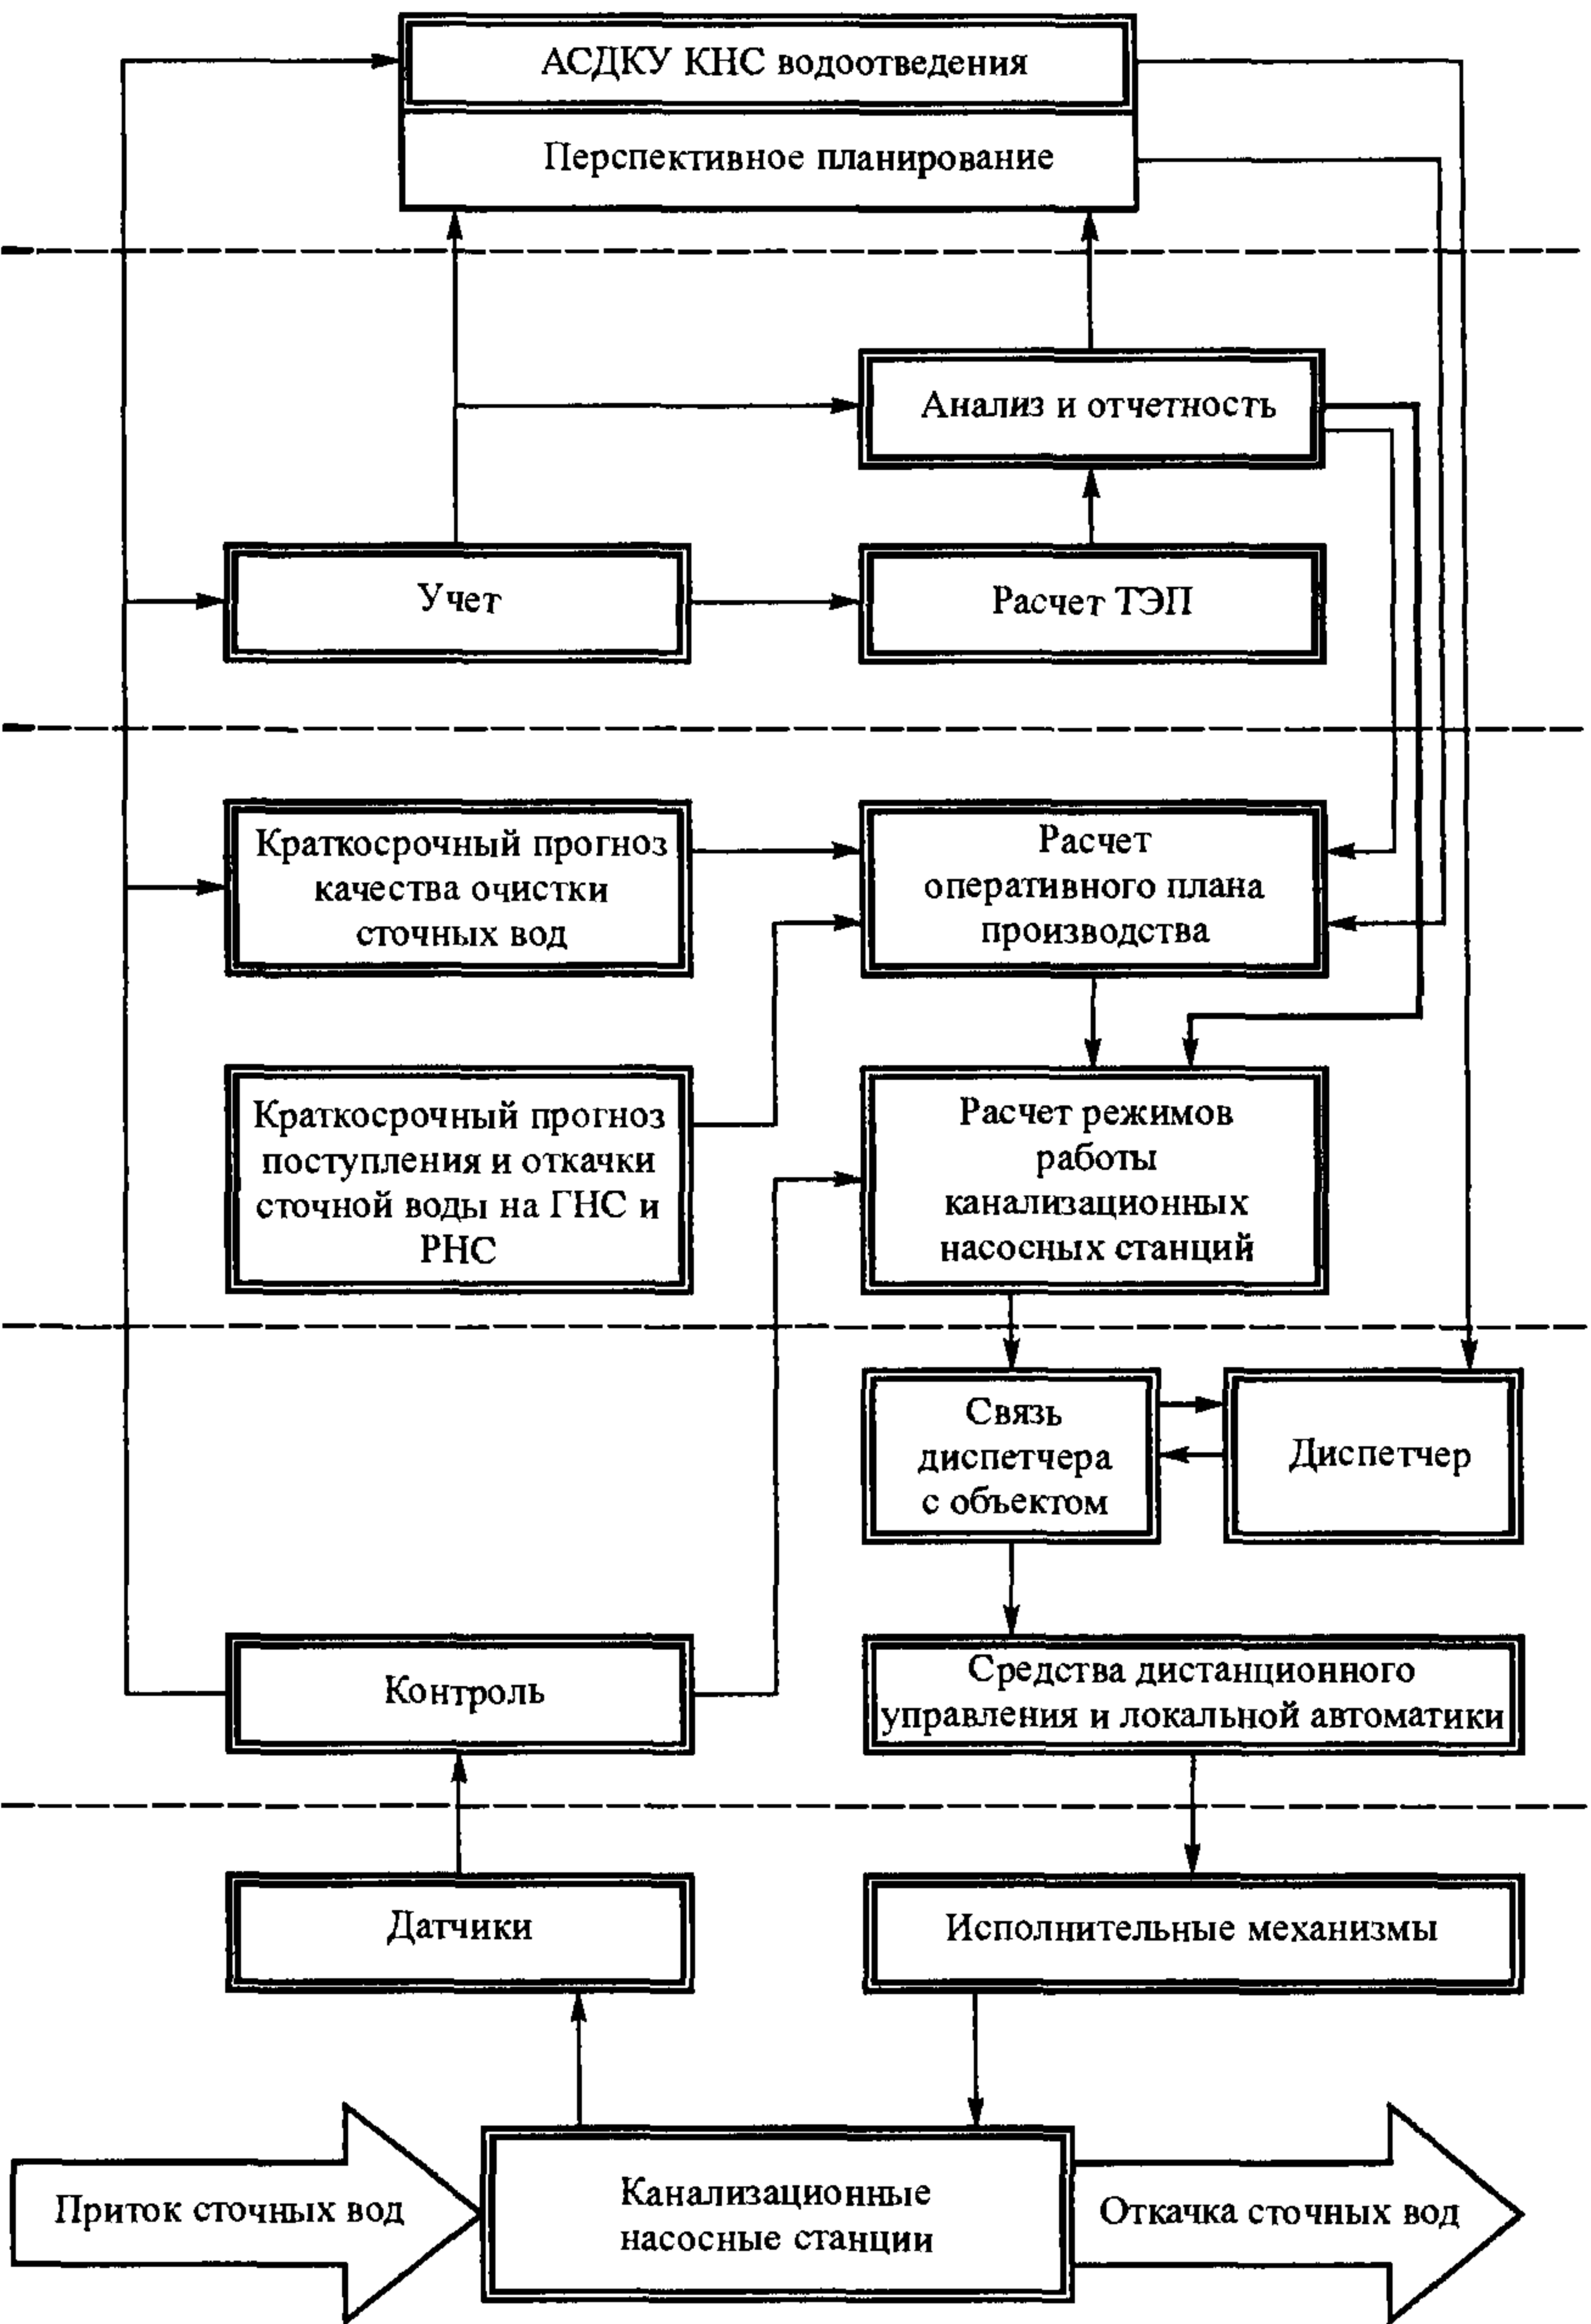 АСДКУ КНС водоотведения
Перспективное планирование
Анализ и отчетность
Учет
Расчет ТЭП
Краткосрочный прогноз
качества очистки
сточных вод
Расчет
оперативного плана
производства
Краткосрочный прогноз
поступления и откачки
сточной воды на ГНС и
РНС
Расчет режимов
работы
канализационных
насосных станций
Связь
диспетчера
с объектом
Диспетчер
Контроль
Средства дистанционного
управления и локальной автоматики
Датчики
Исполнительные механизмы
Приток сточных вод
Канализационные
насосные станции
Откачка сточных вод